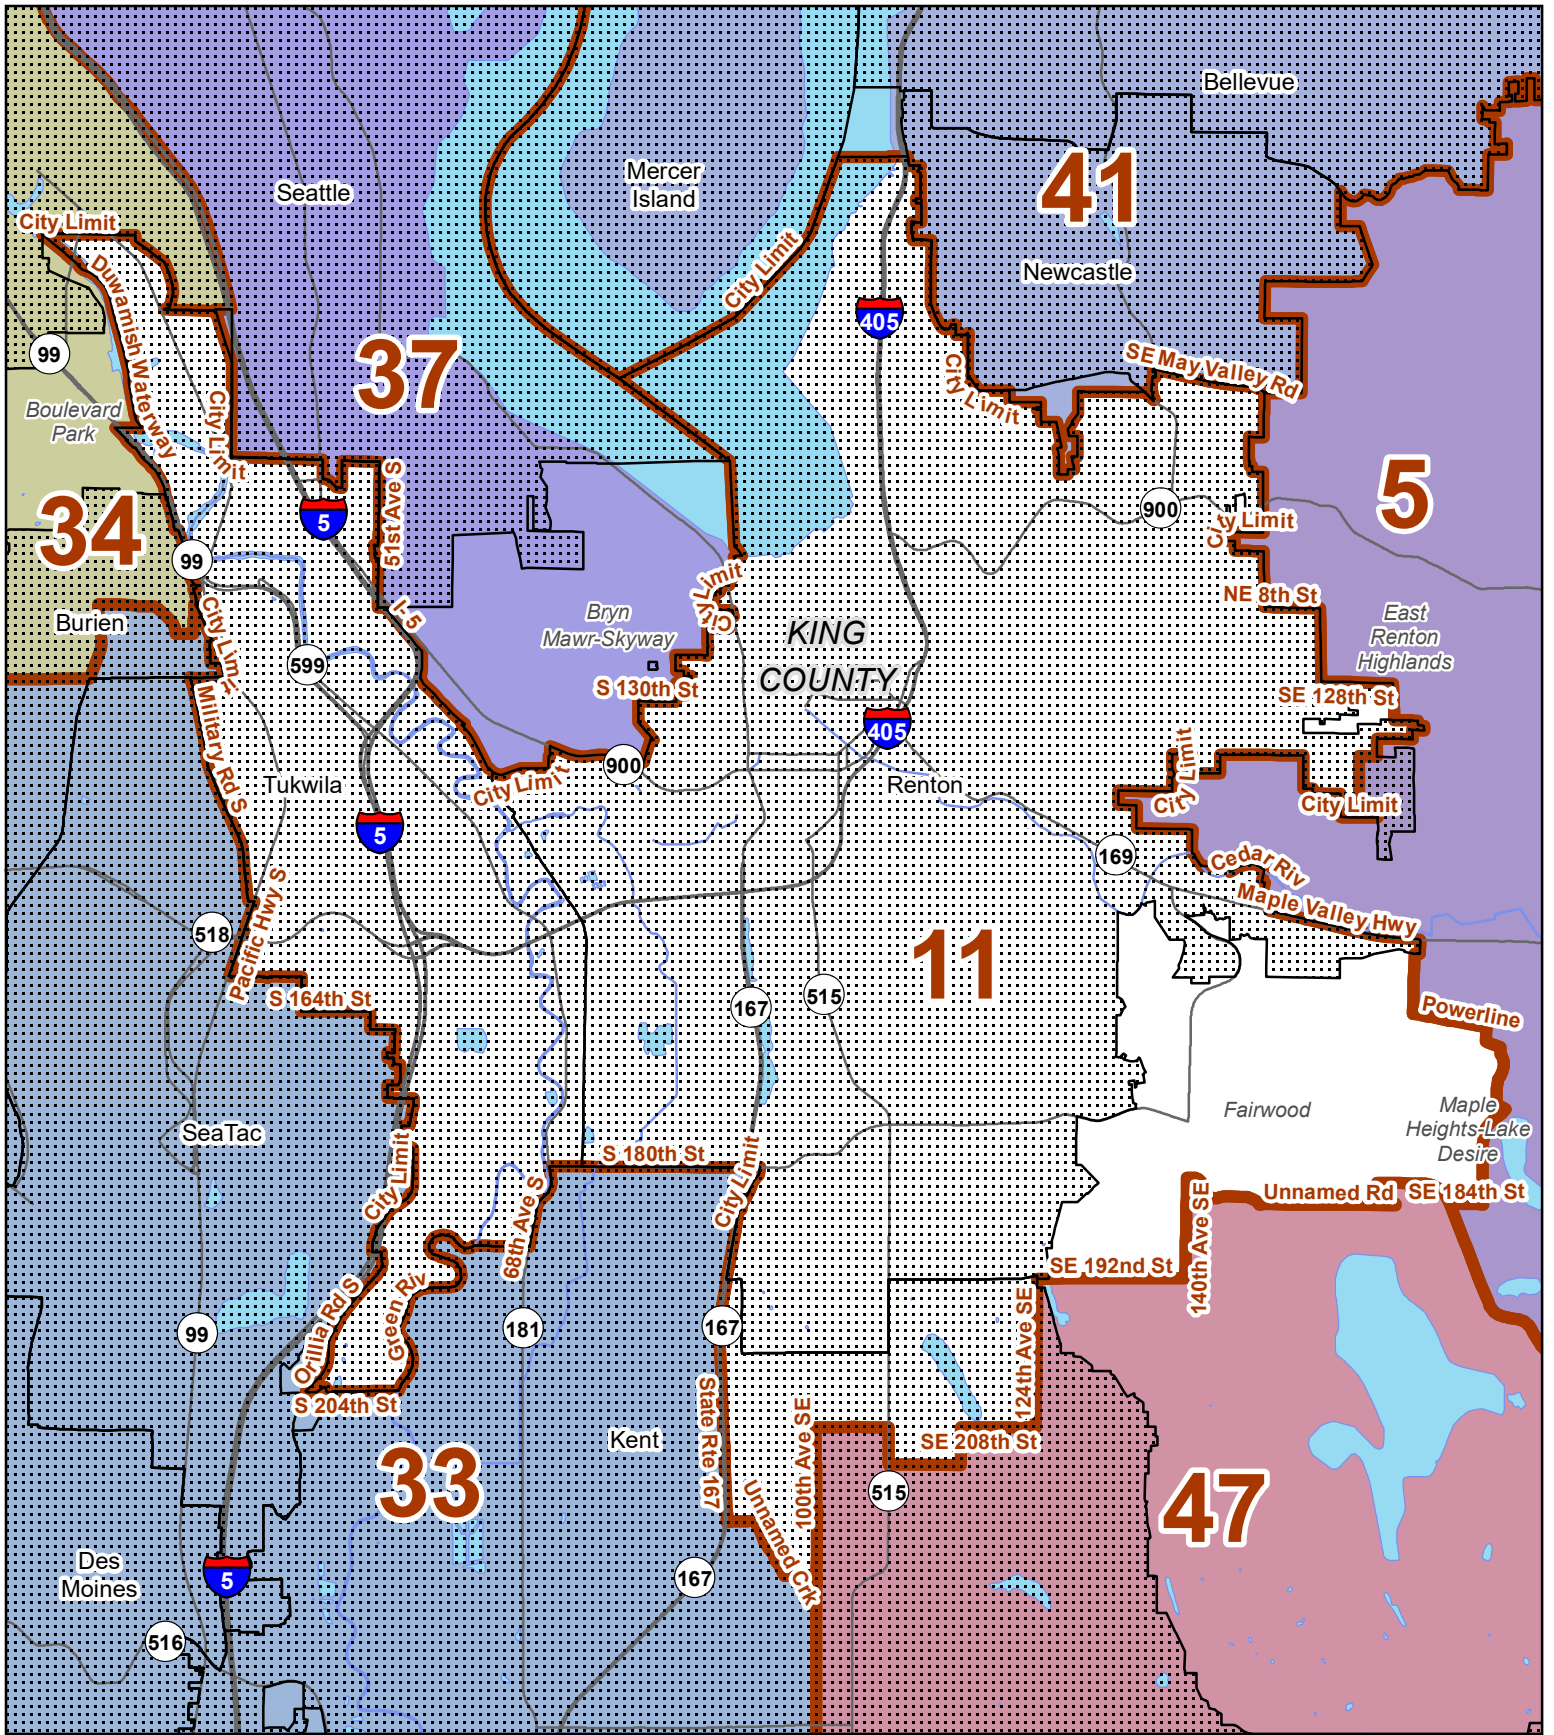 Bellevue
41
Mercer
Island
Seattle
City Limit
City Limit
Newcastle
Duwamish Waterway
405
99
37
SE May Valley Rd
City Limit
City Limit
Boulevard
Park
5
34
5
51st Ave S
900
City Limit
99
NE 8th St
City Limit
City Limit
I-5
Burien
City Limit
Bryn
Mawr-Skyway
KING
COUNTY
East
Renton
Highlands
599
S 130th St
SE 128th St
Military Rd S
405
City Limit
900
City Limit
Tukwila
Renton
City Limit
5
169
Cedar Riv
Maple Valley Hwy
Pacific Hwy S
518
11
S 164th St
167
515
Powerline
SeaTac
Fairwood
Maple
Heights-Lake
Desire
S 180th St
City Limit
City Limit
68th Ave S
Unnamed Rd
SE 184th St
140th Ave SE
SE 192nd St
Green Riv
Orillia Rd S
99
181
167
124th Ave SE
S 204th St
State Rte 167
100th Ave SE
Kent
SE 208th St
33
515
47
Unnamed Crk
Des
Moines
5
167
516